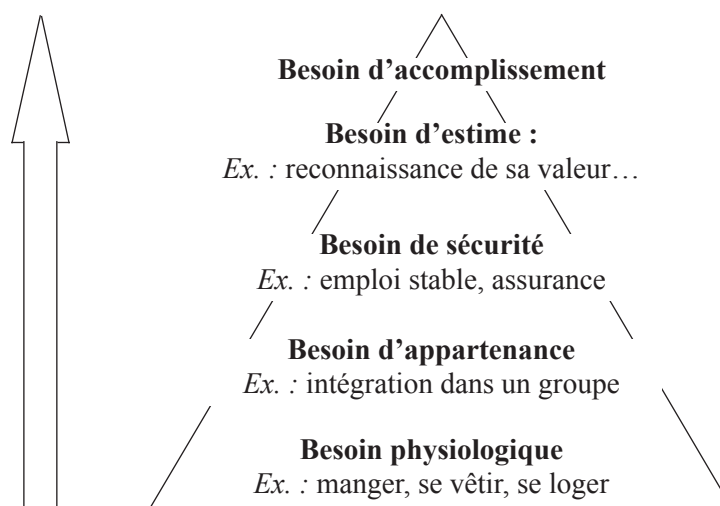 Besoin d’accomplissement
Besoin d’estime :
Ex. : reconnaissance de sa valeur…
Besoin de sécurité
Ex. : emploi stable, assurance
Besoin d’appartenance
Ex. : intégration dans un groupe
Besoin physiologique
Ex. : manger, se vêtir, se loger